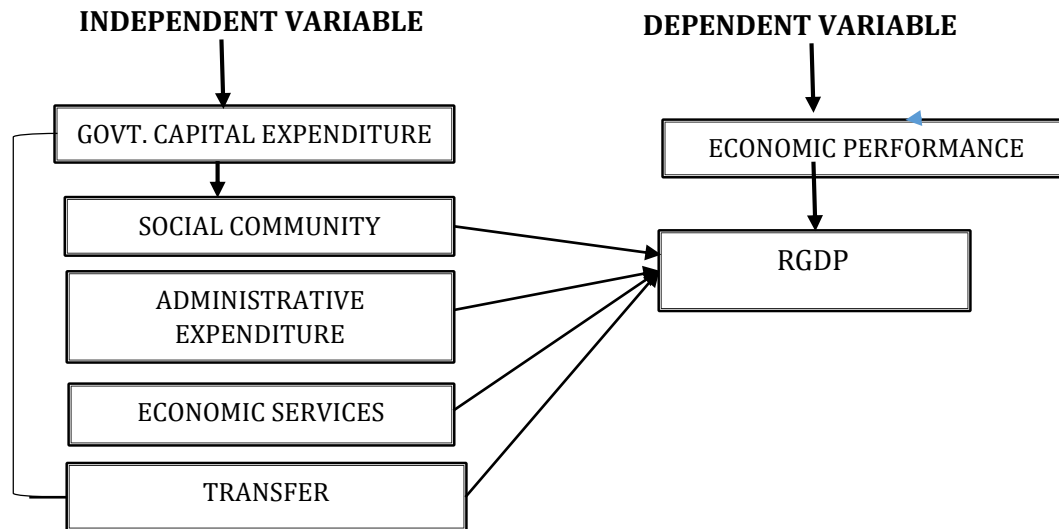 INDEPENDENT VARIABLE
DEPENDENT VARIABLE
GOVT. CAPITAL EXPENDITURE
ECONOMIC PERFORMANCE
SOCIAL COMMUNITY
RGDP
ADMINISTRATIVE
EXPENDITURE
ECONOMIC SERVICES
TRANSFER